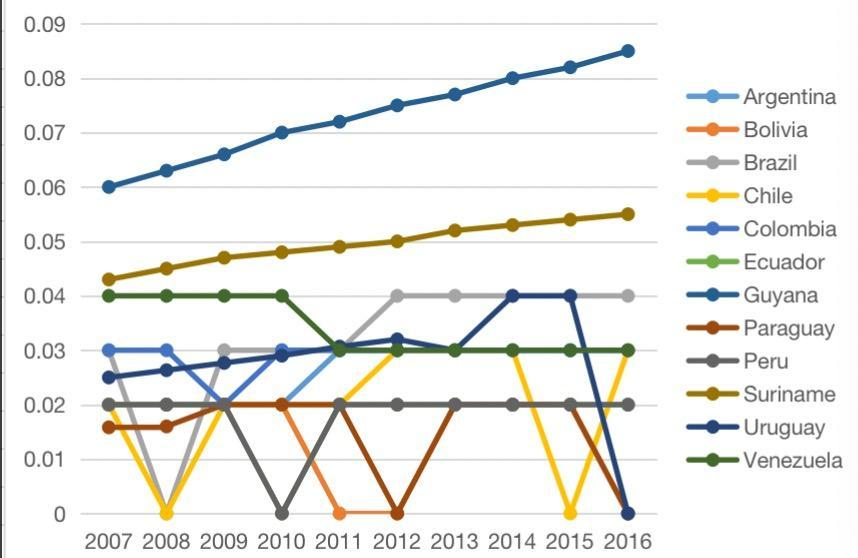 0.09
0.08
0.07
0.06
0.05
0.04
0.03
0.02
0.01
0
2007 2008 2009 2010 2011 2012 2013 2014 2015 2016
Argentina
Bolivia
Brazil
Chile
Colombia
Ecuador
Guyana
Paraguay
Peru
Suriname
Uruguay
Venezuela